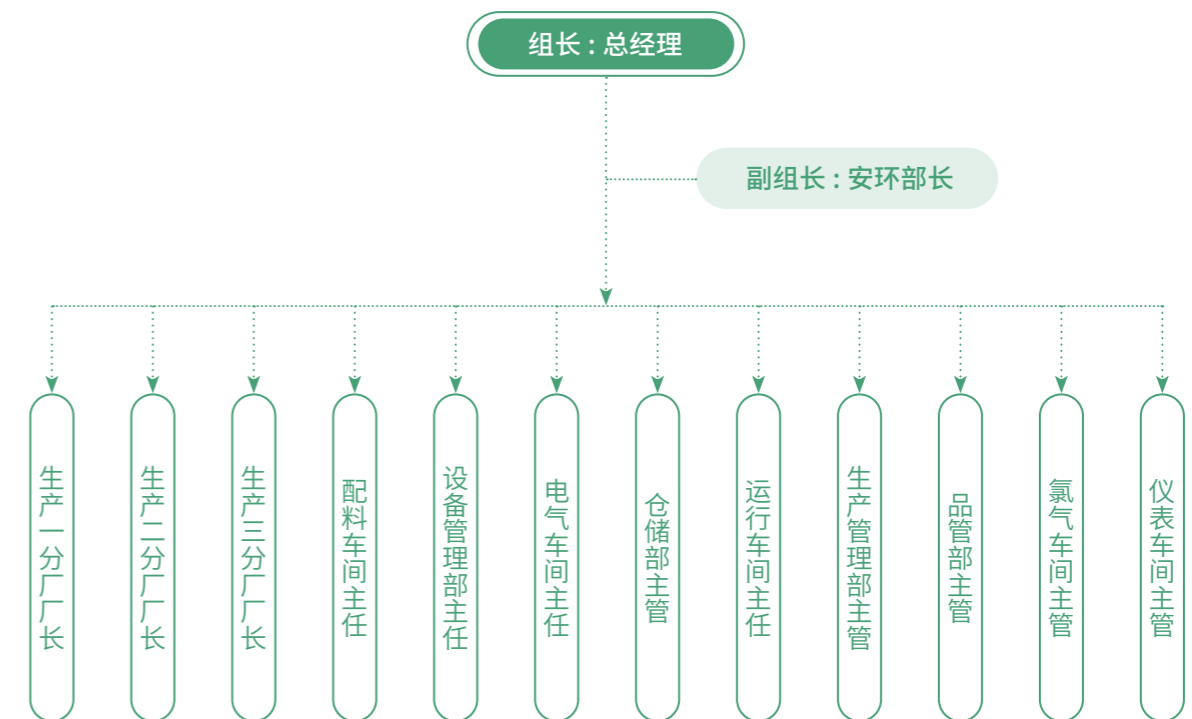 组长：总经理
副组长：安环部长
生产一分厂厂长
生产二分厂厂长
生产三分厂厂长
配料车间主任
设备管理部主任
电气车间主任
仓储部主管
运行车间主任
生产管理部主管
品管部主管
氯气车间主管
仪表车间主管